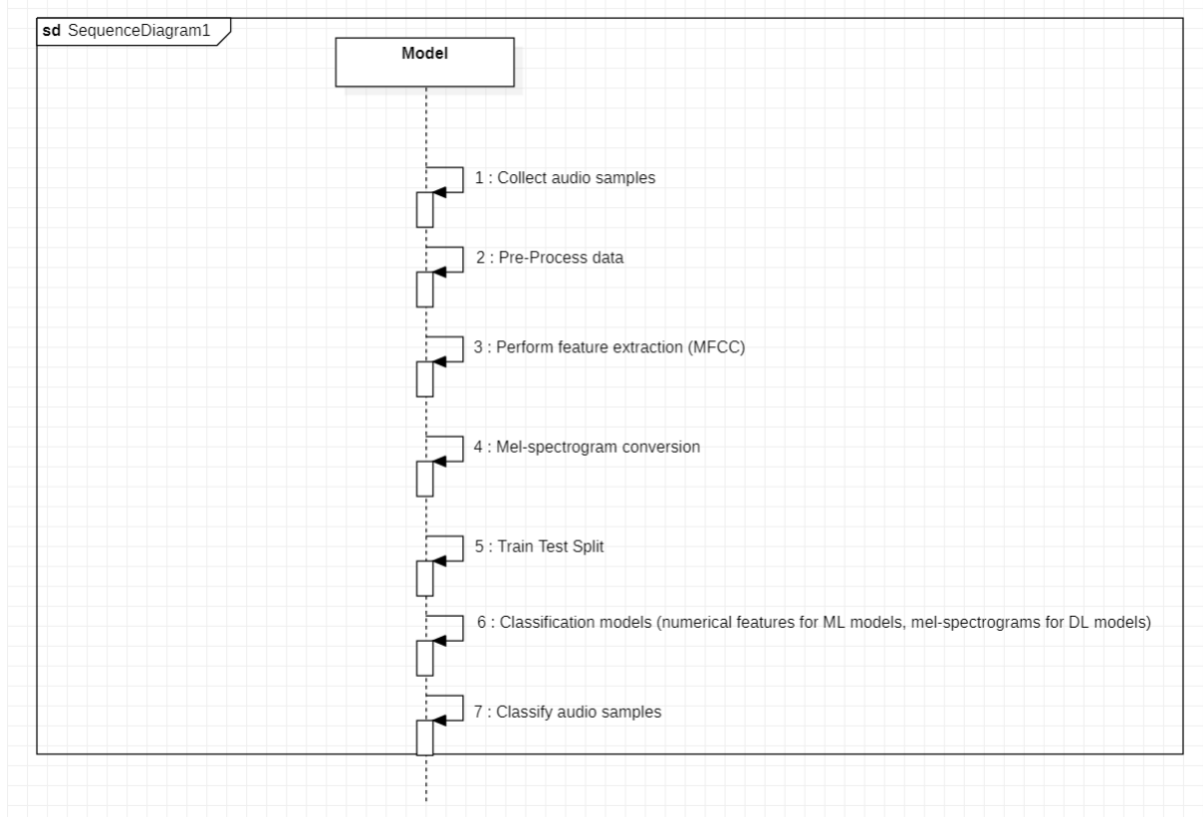 sd SequenceDiagram1
Model
1 : Collect audio samples
2 : Pre-Process data
3 : Perform feature extraction (MFCC)
4 : Mel-spectrogram conversion
5 : Train Test Split
6 : Classification models (numerical features for ML models, mel-spectrograms for DL models)
7 : Classify audio samples